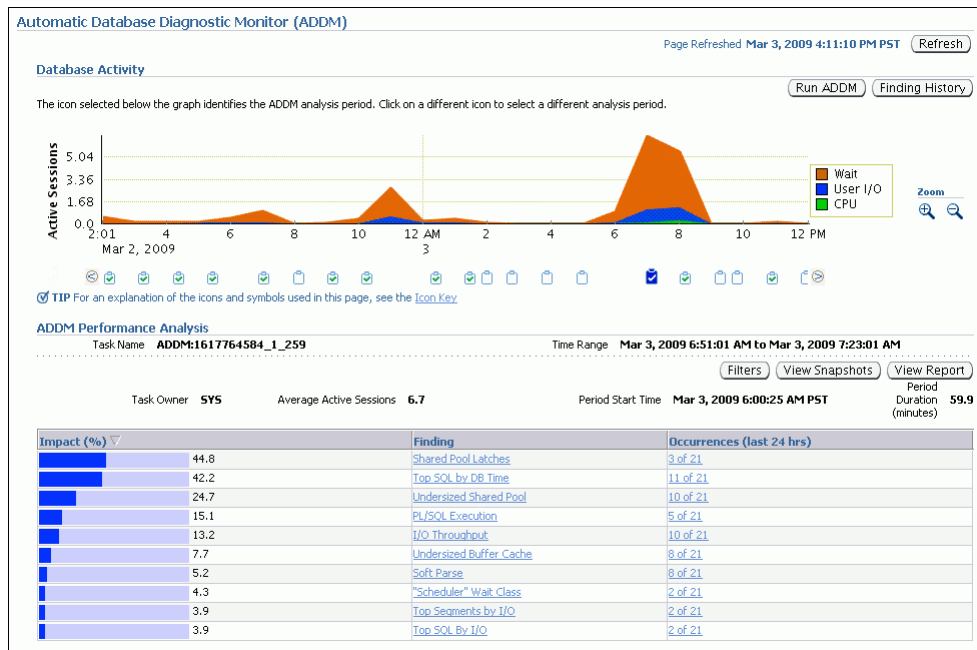 Automatic Database Diagnostic Monitor (ADDM)
Page Refreshed Mar 3, 2009 4:11:10 PM PST Refresh
Database Activity
Run ADDM Finding History
The icon selected below the graph identifies the ADDM analysis period. Click on a different icon to select a different analysis period.
Active Sessions
5.04
3.36
1.68
0.0
2:01 4 6 8 10 12 AM 2 4 6 8 10 12 PM
Mar 2, 2009 3
Wait
User I/O
CPU
Zoom
TIP For an explanation of the icons and symbols used in this page, see the Icon Key
ADDM Performance Analysis
Task Name ADDM:1617764584_1_259 Time Range Mar 3, 2009 6:51:01 AM to Mar 3, 2009 7:23:01 AM
Filters View Snapshots View Report
Task Owner SYS Average Active Sessions 6.7 Period Start Time Mar 3, 2009 6:00:25 AM PST Period Duration (minutes) 59.9
Impact (%) Finding Occurrences (last 24 hrs)
44.8 Shared Pool Latches 3 of 21
42.2 Top SQL by DB Time 11 of 21
24.7 Undersized Shared Pool 10 of 21
15.1 PL/SQL Execution 5 of 21
13.2 I/O Throughput 10 of 21
7.7 Undersized Buffer Cache 8 of 21
5.2 Soft Parse 8 of 21
4.3 "Scheduler" Wait Class 2 of 21
3.9 Top Segments by I/O 2 of 21
3.9 Top SQL By I/O 2 of 21